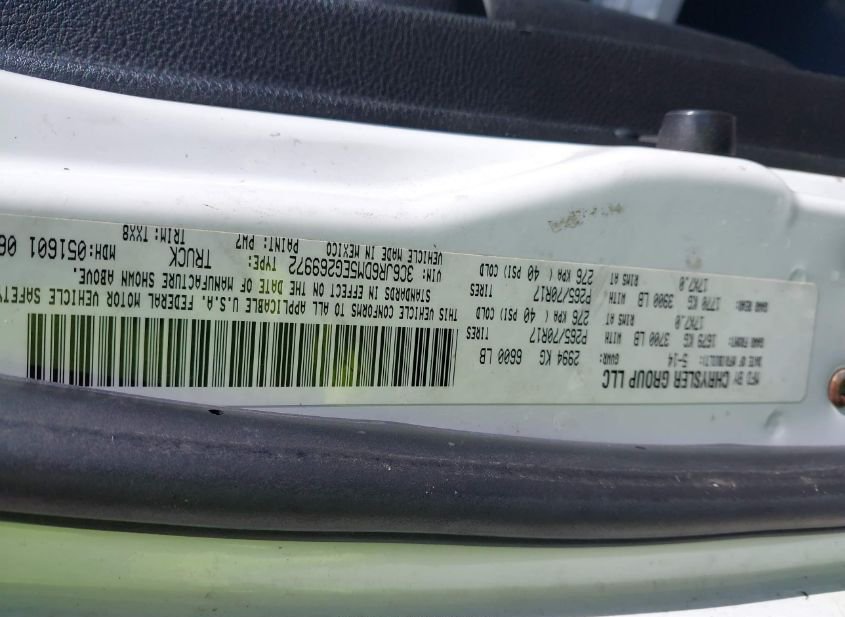 MFD BY CHRYSLER GROUP LLC
DATE OF MFR(BUILT): 5-14 GVWR: 2994 KG 6600 LB
GAWR FRONT: 1679 KG 3700 LB WITH P265/70R17 TIRES
17X7.0 RIMS AT 276 KPA ( 40 PSI) COLD
GAWR REAR: 1770 KG 3900 LB WITH P265/70R17 TIRES
17X7.0 RIMS AT 276 KPA ( 40 PSI) COLD
THIS VEHICLE CONFORMS TO ALL APPLICABLE U.S.A. FEDERAL MOTOR VEHICLE SAFETY
STANDARDS IN EFFECT ON THE DATE OF MANUFACTURE SHOWN ABOVE.
VIN: 3C6JR6DM5EG269972 TYPE: TRUCK MDH:051601 06
VEHICLE MADE IN MEXICO PAINT: PW7 TRIM: TXX8